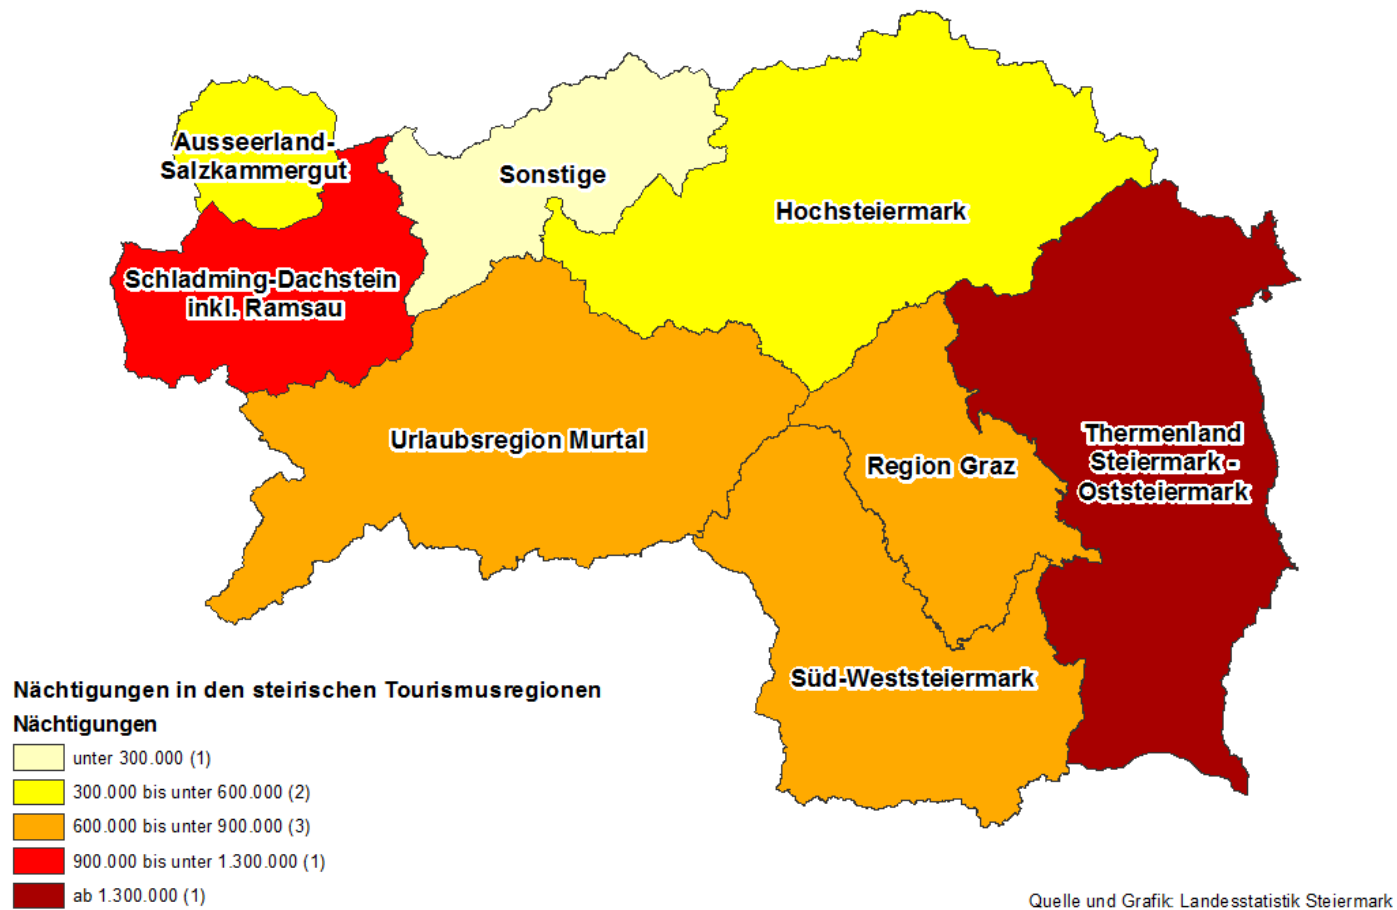 Ausseerland-
Salzkammergut
Sonstige
Hochsteiermark
Schladming-Dachstein
inkl. Ramsau
Urlaubsregion Murtal
Region Graz
Thermenland
Steiermark -
Oststeiermark
Süd-Weststeiermark
Nächtigungen in den steirischen Tourismusregionen
Nächtigungen
unter 300.000 (1)
300.000 bis unter 600.000 (2)
600.000 bis unter 900.000 (3)
900.000 bis unter 1.300.000 (1)
ab 1.300.000 (1)
Quelle und Grafik: Landesstatistik Steiermark